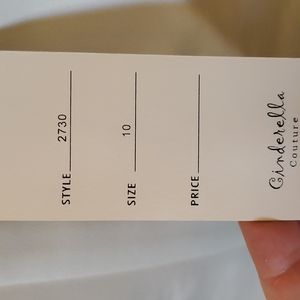 Cinderella
Couture
STYLE 2730
SIZE 10
PRICE